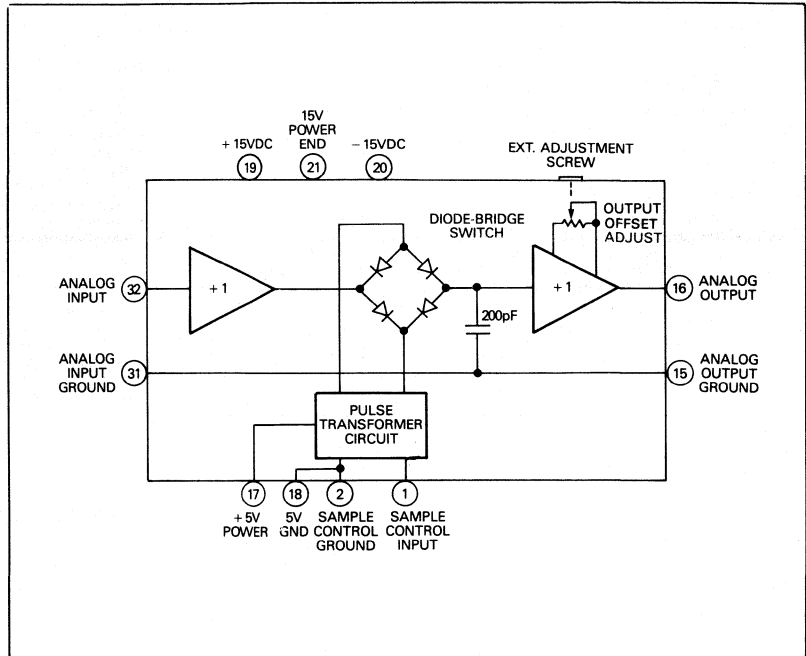 15V
POWER
END
+ 15VDC
− 15VDC
19
21
20
EXT. ADJUSTMENT
SCREW
OUTPUT
OFFSET
ADJUST
DIODE-BRIDGE
SWITCH
ANALOG
INPUT
32
+ 1
+ 1
16
ANALOG
OUTPUT
200pF
ANALOG
INPUT
GROUND
31
15
ANALOG
OUTPUT
GROUND
PULSE
TRANSFORMER
CIRCUIT
17
18
2
1
+ 5V
POWER
5V
GND
SAMPLE
CONTROL
GROUND
SAMPLE
CONTROL
INPUT